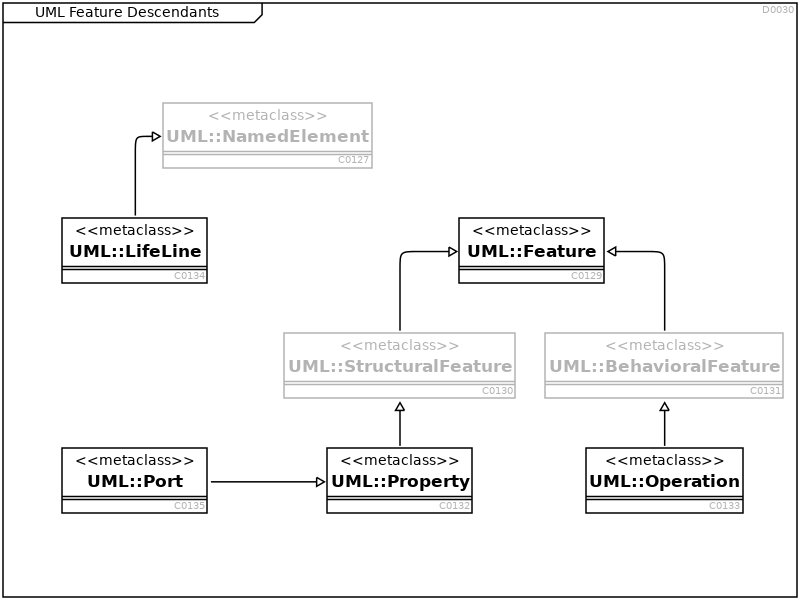 UML Feature Descendants
D0030
<<metaclass>>
UML::NamedElement
C0127
<<metaclass>>
UML::LifeLine
C0134
<<metaclass>>
UML::Feature
C0129
<<metaclass>>
UML::StructuralFeature
C0130
<<metaclass>>
UML::BehavioralFeature
C0131
<<metaclass>>
UML::Port
C0135
<<metaclass>>
UML::Property
C0132
<<metaclass>>
UML::Operation
C0133